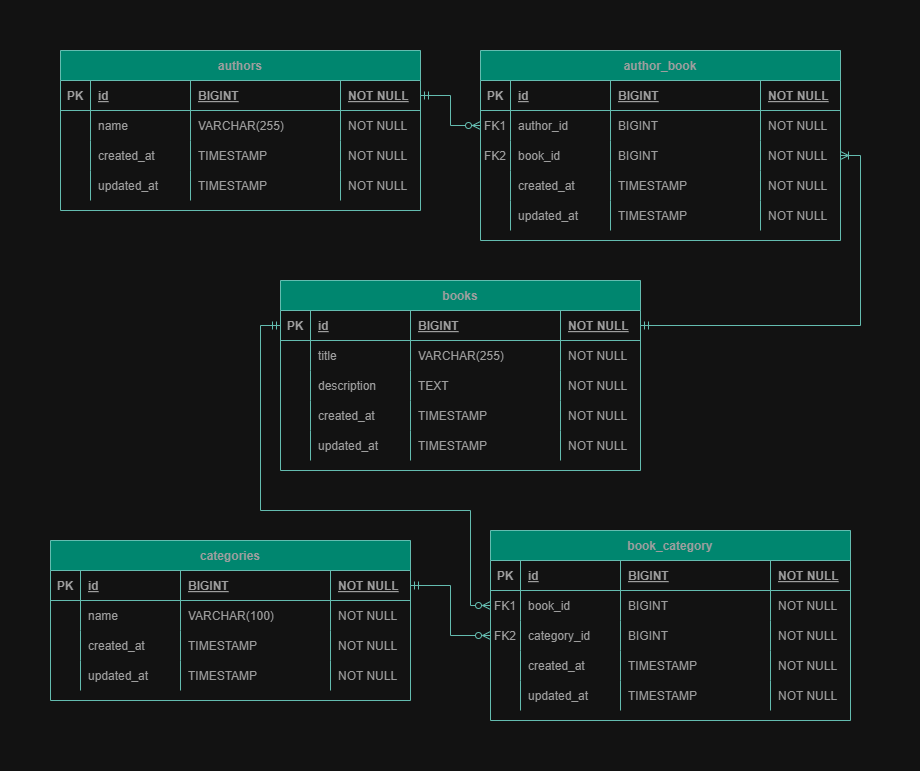 authors
PK id BIGINT NOT NULL
name VARCHAR(255) NOT NULL
created_at TIMESTAMP NOT NULL
updated_at TIMESTAMP NOT NULL
author_book
PK id BIGINT NOT NULL
FK1 author_id BIGINT NOT NULL
FK2 book_id BIGINT NOT NULL
created_at TIMESTAMP NOT NULL
updated_at TIMESTAMP NOT NULL
books
PK id BIGINT NOT NULL
title VARCHAR(255) NOT NULL
description TEXT NOT NULL
created_at TIMESTAMP NOT NULL
updated_at TIMESTAMP NOT NULL
categories
PK id BIGINT NOT NULL
name VARCHAR(100) NOT NULL
created_at TIMESTAMP NOT NULL
updated_at TIMESTAMP NOT NULL
book_category
PK id BIGINT NOT NULL
FK1 book_id BIGINT NOT NULL
FK2 category_id BIGINT NOT NULL
created_at TIMESTAMP NOT NULL
updated_at TIMESTAMP NOT NULL